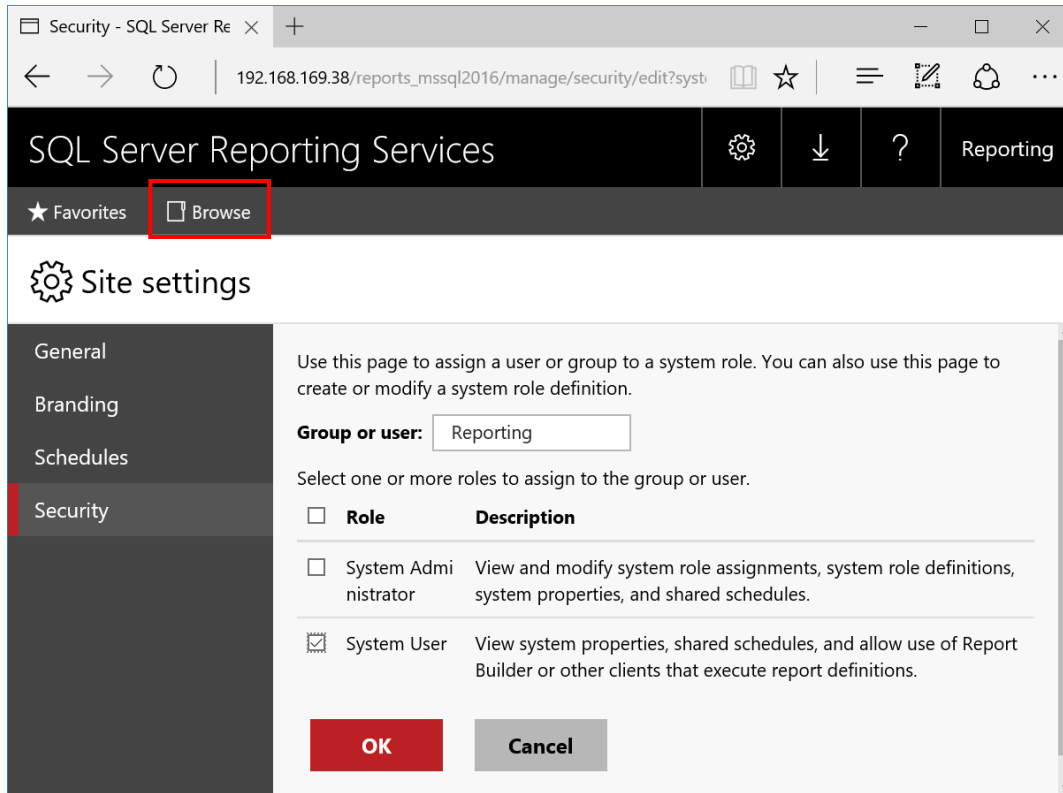 Security - SQL Server Re
192.168.169.38/reports_mssql2016/manage/security/edit?syst
SQL Server Reporting Services
?
Reporting
Favorites
Browse
Site settings
General
Branding
Schedules
Security
Use this page to assign a user or group to a system role. You can also use this page to
create or modify a system role definition.
Group or user: Reporting
Select one or more roles to assign to the group or user.
Role Description
System Admi
nistrator
View and modify system role assignments, system role definitions,
system properties, and shared schedules.
System User
View system properties, shared schedules, and allow use of Report
Builder or other clients that execute report definitions.
OK
Cancel